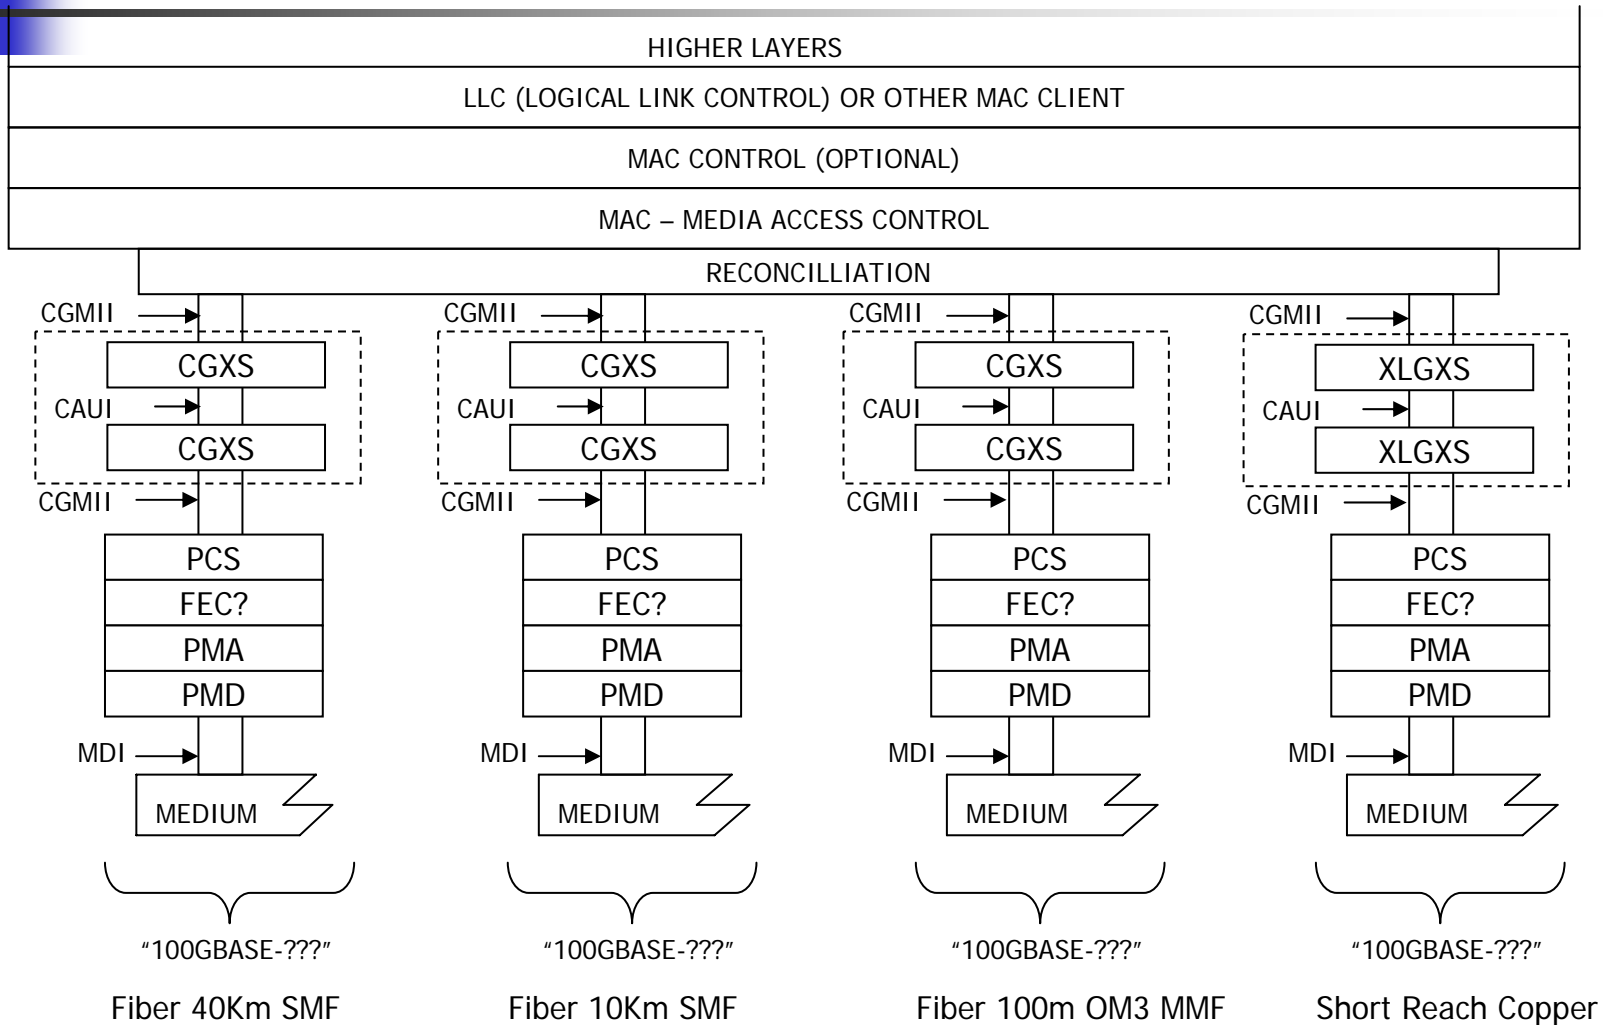 HIGHER LAYERS
LLC (LOGICAL LINK CONTROL) OR OTHER MAC CLIENT
MAC CONTROL (OPTIONAL)
MAC – MEDIA ACCESS CONTROL
RECONCILLIATION
CGMII
CGXS
CAUI
CGXS
CGMII
PCS
FEC?
PMA
PMD
MDI
MEDIUM
“100GBASE-???”
Fiber 40Km SMF
CGMII
CGXS
CAUI
CGXS
CGMII
PCS
FEC?
PMA
PMD
MDI
MEDIUM
“100GBASE-???”
Fiber 10Km SMF
CGMII
CGXS
CAUI
CGXS
CGMII
PCS
FEC?
PMA
PMD
MDI
MEDIUM
“100GBASE-???”
Fiber 100m OM3 MMF
CGMII
XLGXS
CAUI
XLGXS
CGMII
PCS
FEC?
PMA
PMD
MDI
MEDIUM
“100GBASE-???”
Short Reach Copper